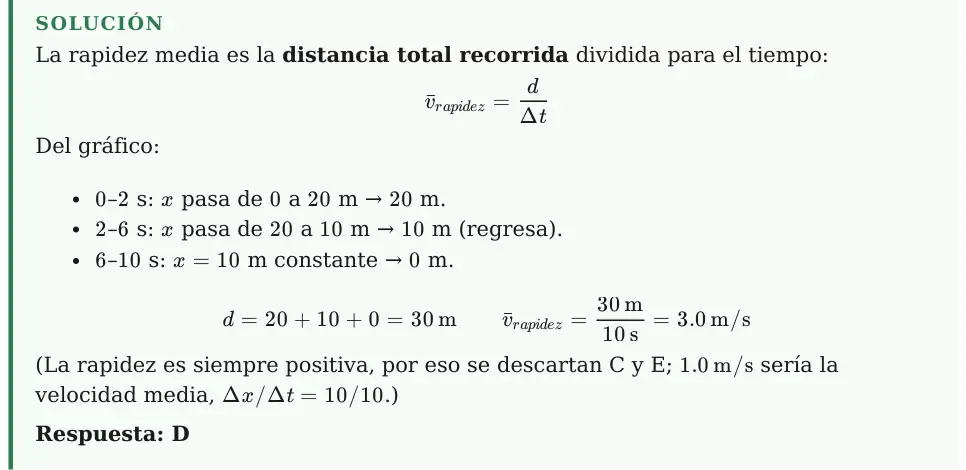 SOLUCIÓN
La rapidez media es la distancia total recorrida dividida para el tiempo:
v̄_rapidez = d / Δt
Del gráfico:
• 0–2 s: x pasa de 0 a 20 m → 20 m.
• 2–6 s: x pasa de 20 a 10 m → 10 m (regresa).
• 6–10 s: x = 10 m constante → 0 m.
d = 20 + 10 + 0 = 30 m v̄_rapidez = 30 m / 10 s = 3.0 m/s
(La rapidez es siempre positiva, por eso se descartan C y E; 1.0 m/s sería la
velocidad media, Δx/Δt = 10/10.)
Respuesta: D